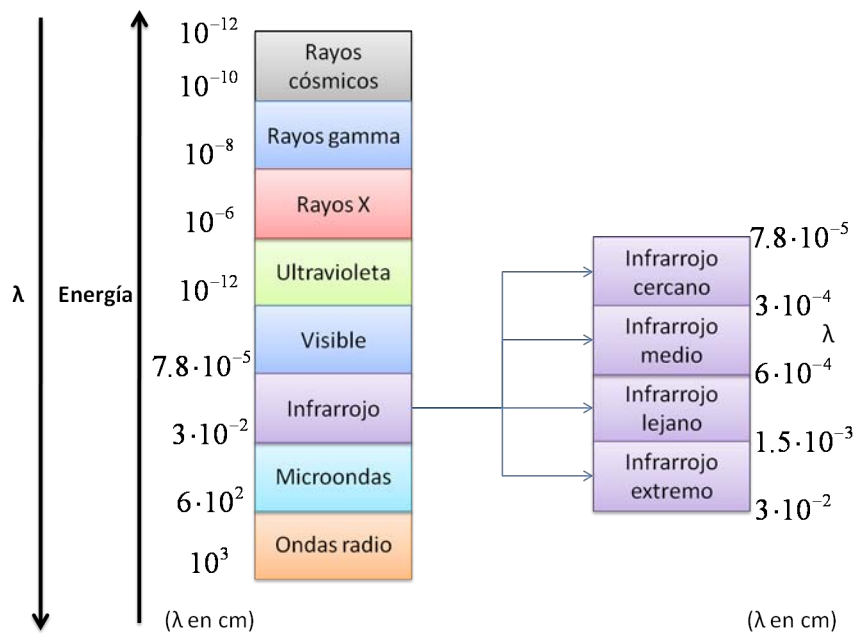 λ
Energía
10⁻¹²
10⁻¹⁰
10⁻⁸
10⁻⁶
10⁻¹²
7.8·10⁻⁵
3·10⁻²
6·10²
10³
(λ en cm)
Rayos
cósmicos
Rayos gamma
Rayos X
Ultravioleta
Visible
Infrarrojo
Microondas
Ondas radio
Infrarrojo
cercano
Infrarrojo
medio
Infrarrojo
lejano
Infrarrojo
extremo
7.8·10⁻⁵
3·10⁻⁴
λ
6·10⁻⁴
1.5·10⁻³
3·10⁻²
(λ en cm)